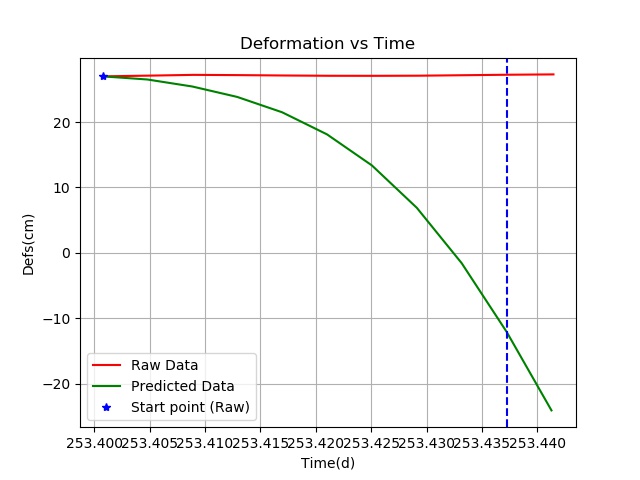 Deformation vs Time
Defs(cm)
20
10
0
−10
−20
Raw Data
Predicted Data
Start point (Raw)
253.400 253.405 253.410 253.415 253.420 253.425 253.430 253.435 253.440
Time(d)